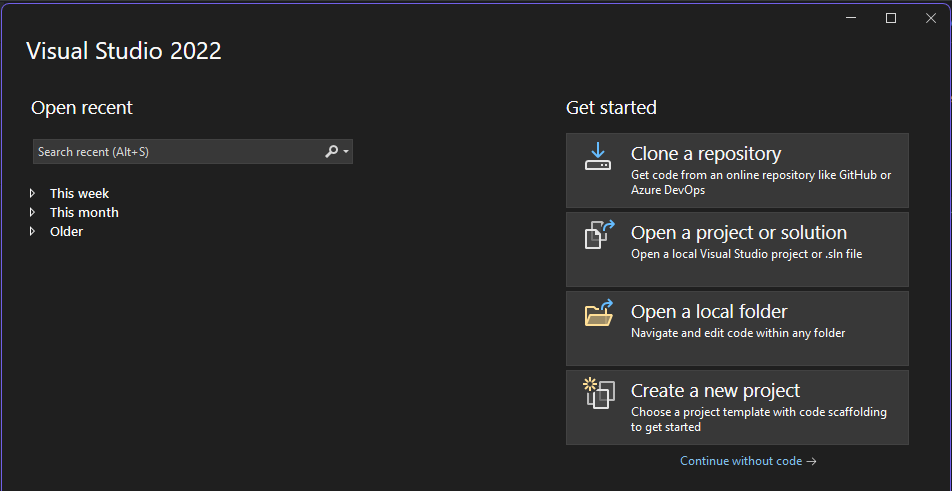 Visual Studio 2022
Open recent
Search recent (Alt+S)
This week
This month
Older
Get started
Clone a repository
Get code from an online repository like GitHub or
Azure DevOps
Open a project or solution
Open a local Visual Studio project or .sln file
Open a local folder
Navigate and edit code within any folder
Create a new project
Choose a project template with code scaffolding
to get started
Continue without code →